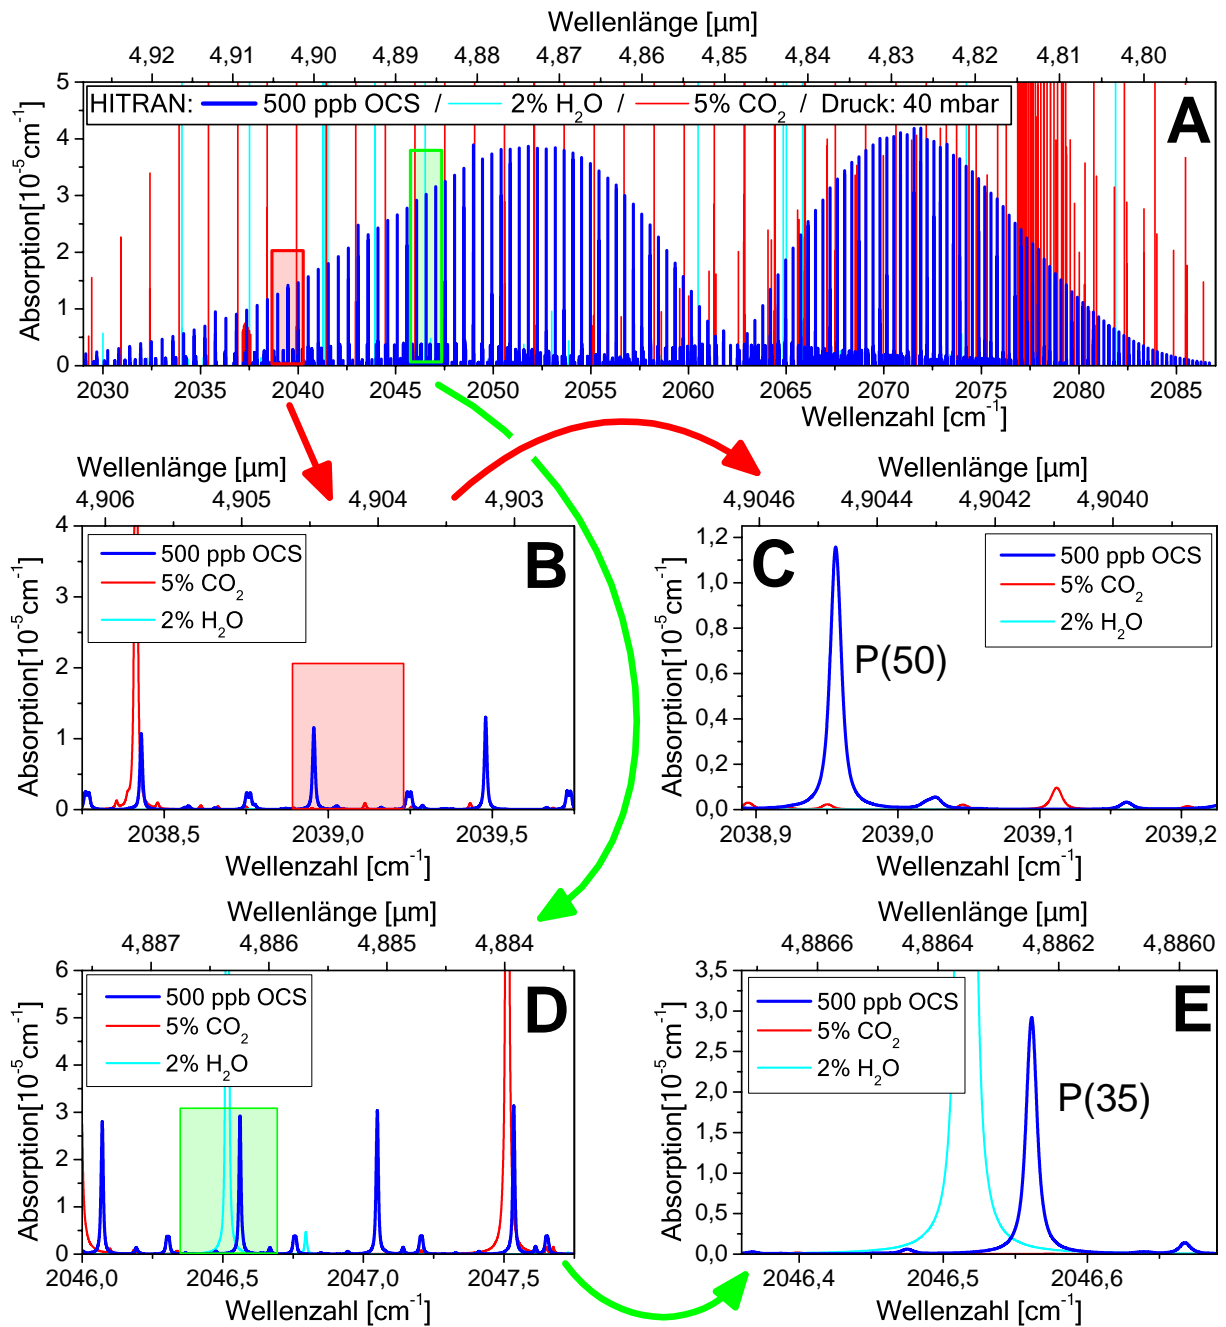 Wellenlänge [µm]
4,92 4,91 4,90 4,89 4,88 4,87 4,86 4,85 4,84 4,83 4,82 4,81 4,80
HITRAN: 500 ppb OCS / 2% H2O / 5% CO2 / Druck: 40 mbar
A
Absorption[10-5cm-1]
5
4
3
2
1
0
2030 2035 2040 2045 2050 2055 2060 2065 2070 2075 2080 2085
Wellenzahl [cm-1]
Wellenlänge [µm]
4,906 4,905 4,904 4,903
500 ppb OCS
5% CO2
2% H2O
B
Absorption[10-5cm-1]
4
3
2
1
0
2038,5 2039,0 2039,5
Wellenzahl [cm-1]
Wellenlänge [µm]
4,9046 4,9044 4,9042 4,9040
C
500 ppb OCS
5% CO2
2% H2O
P(50)
Absorption[10-5cm-1]
1,2
1,0
0,8
0,6
0,4
0,2
0,0
2038,9 2039,0 2039,1 2039,2
Wellenzahl [cm-1]
Wellenlänge [µm]
4,887 4,886 4,885 4,884
500 ppb OCS
5% CO2
2% H2O
D
Absorption[10-5cm-1]
6
5
4
3
2
1
0
2046,0 2046,5 2047,0 2047,5
Wellenzahl [cm-1]
Wellenlänge [µm]
4,8866 4,8864 4,8862 4,8860
500 ppb OCS
5% CO2
2% H2O
E
P(35)
Absorption[10-5cm-1]
3,5
3,0
2,5
2,0
1,5
1,0
0,5
0,0
2046,4 2046,5 2046,6
Wellenzahl [cm-1]